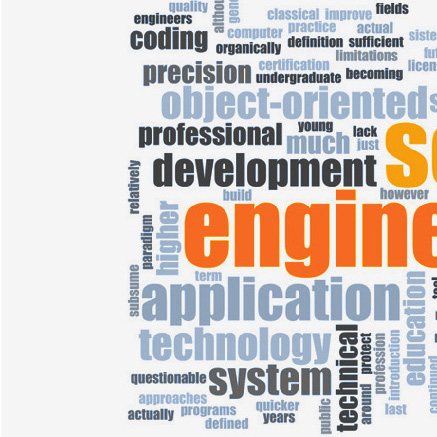 quality
engineers
classical improve fields
coding
computer practice actual
organically definition sufficient
limitations
precision certification
undergraduate becoming
object-oriented
professional young much lack
just
development
relatively
build
however
engine
paradigm
higher
subsume
term
application
education
technology
technical
protect
profession
introduction
continued
questionable system
around
approaches
actually programs quicker
defined years
public
last